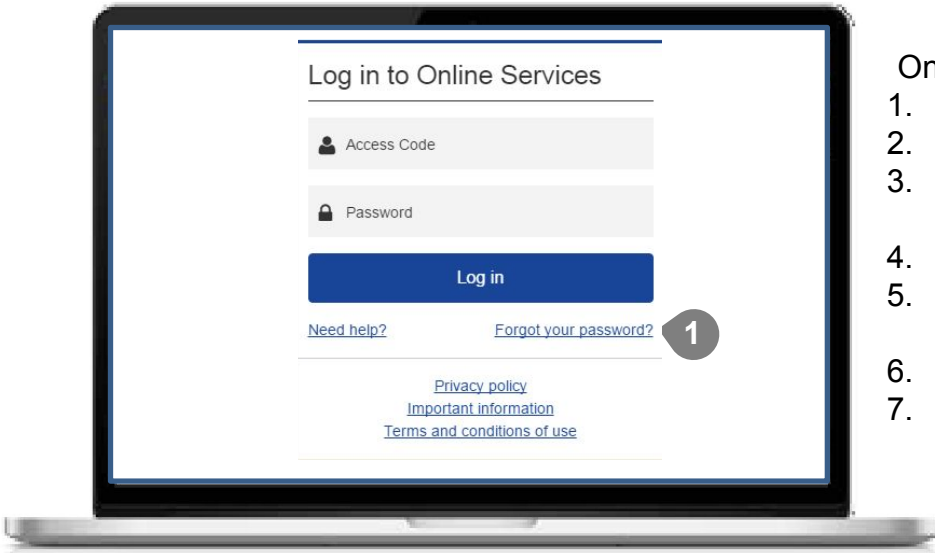 Log in to Online Services
Access Code
Password
Log in
Need help? Forgot your password? 1
Privacy policy
Important information
Terms and conditions of use
On
1.
2.
3.
4.
5.
6.
7.